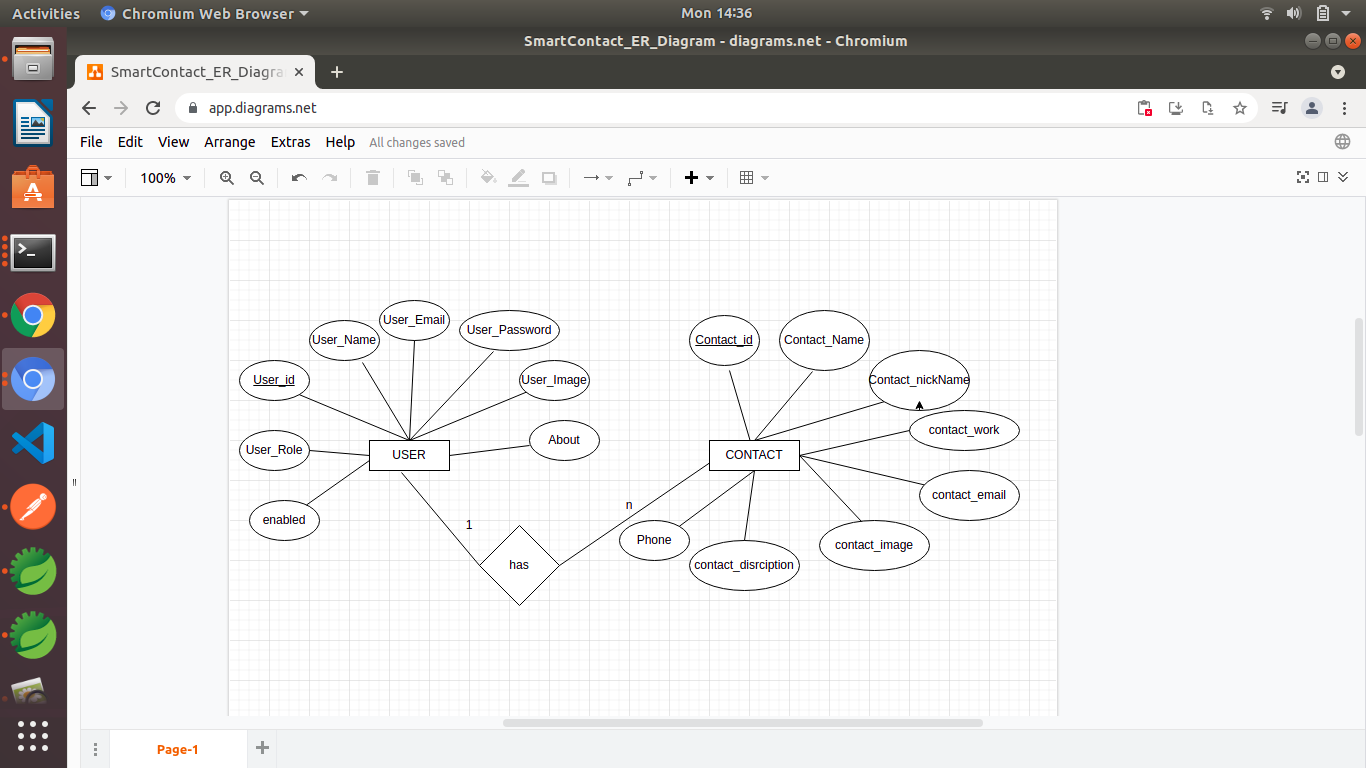 Activities
Chromium Web Browser
Mon 14:36
SmartContact_ER_Diagram - diagrams.net - Chromium
SmartContact_ER_Diagra
app.diagrams.net
File Edit View Arrange Extras Help All changes saved
100%
User_Email
User_Name
User_Password
User_id
User_Image
User_Role
About
USER
enabled
1
has
n
Contact_id
Contact_Name
Contact_nickName
contact_work
CONTACT
contact_email
Phone
contact_image
contact_disrciption
Page-1